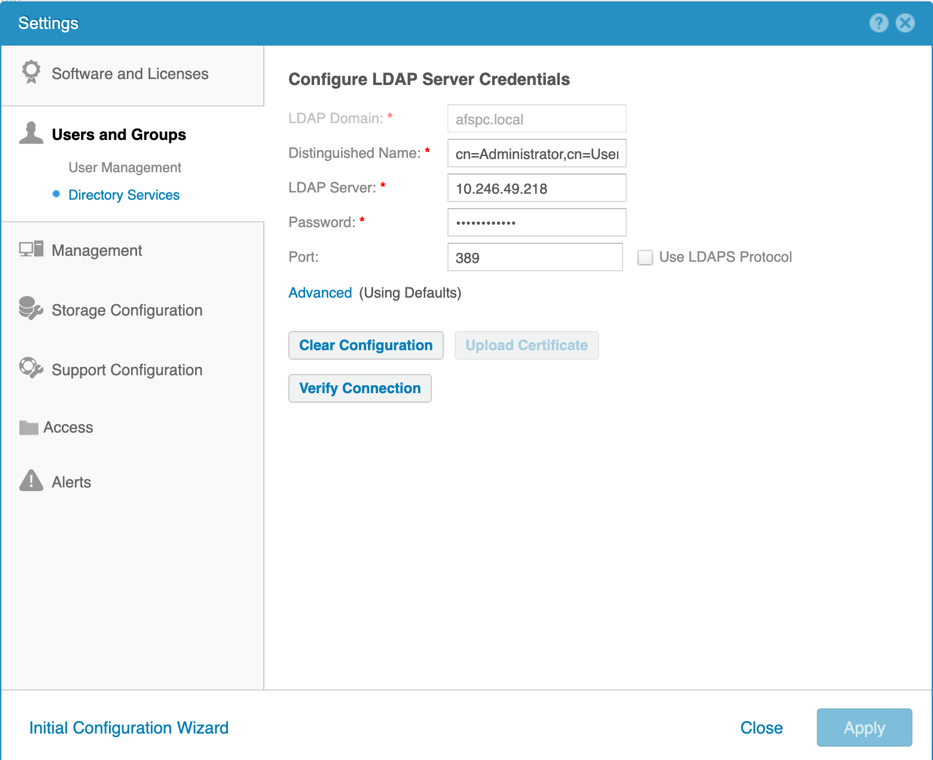 Settings
Software and Licenses
Users and Groups
User Management
Directory Services
Management
Storage Configuration
Support Configuration
Access
Alerts
Configure LDAP Server Credentials
LDAP Domain: * afspc.local
Distinguished Name: * cn=Administrator,cn=User
LDAP Server: * 10.246.49.218
Password: * ••••••••••••
Port: 389 Use LDAPS Protocol
Advanced (Using Defaults)
Clear Configuration Upload Certificate
Verify Connection
Initial Configuration Wizard Close Apply